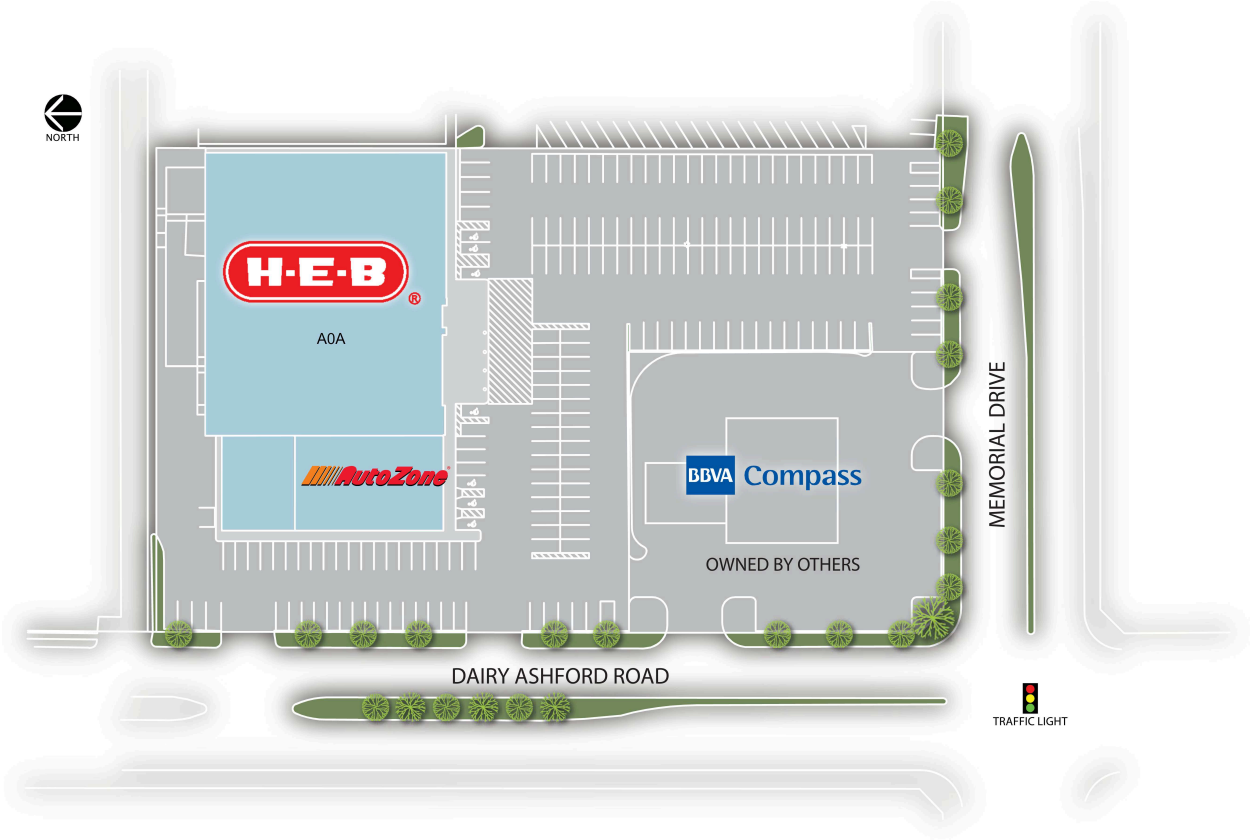 NORTH
H-E-B
®
A0A
MEMORIAL DRIVE
AutoZone
BBVA Compass
OWNED BY OTHERS
DAIRY ASHFORD ROAD
TRAFFIC LIGHT